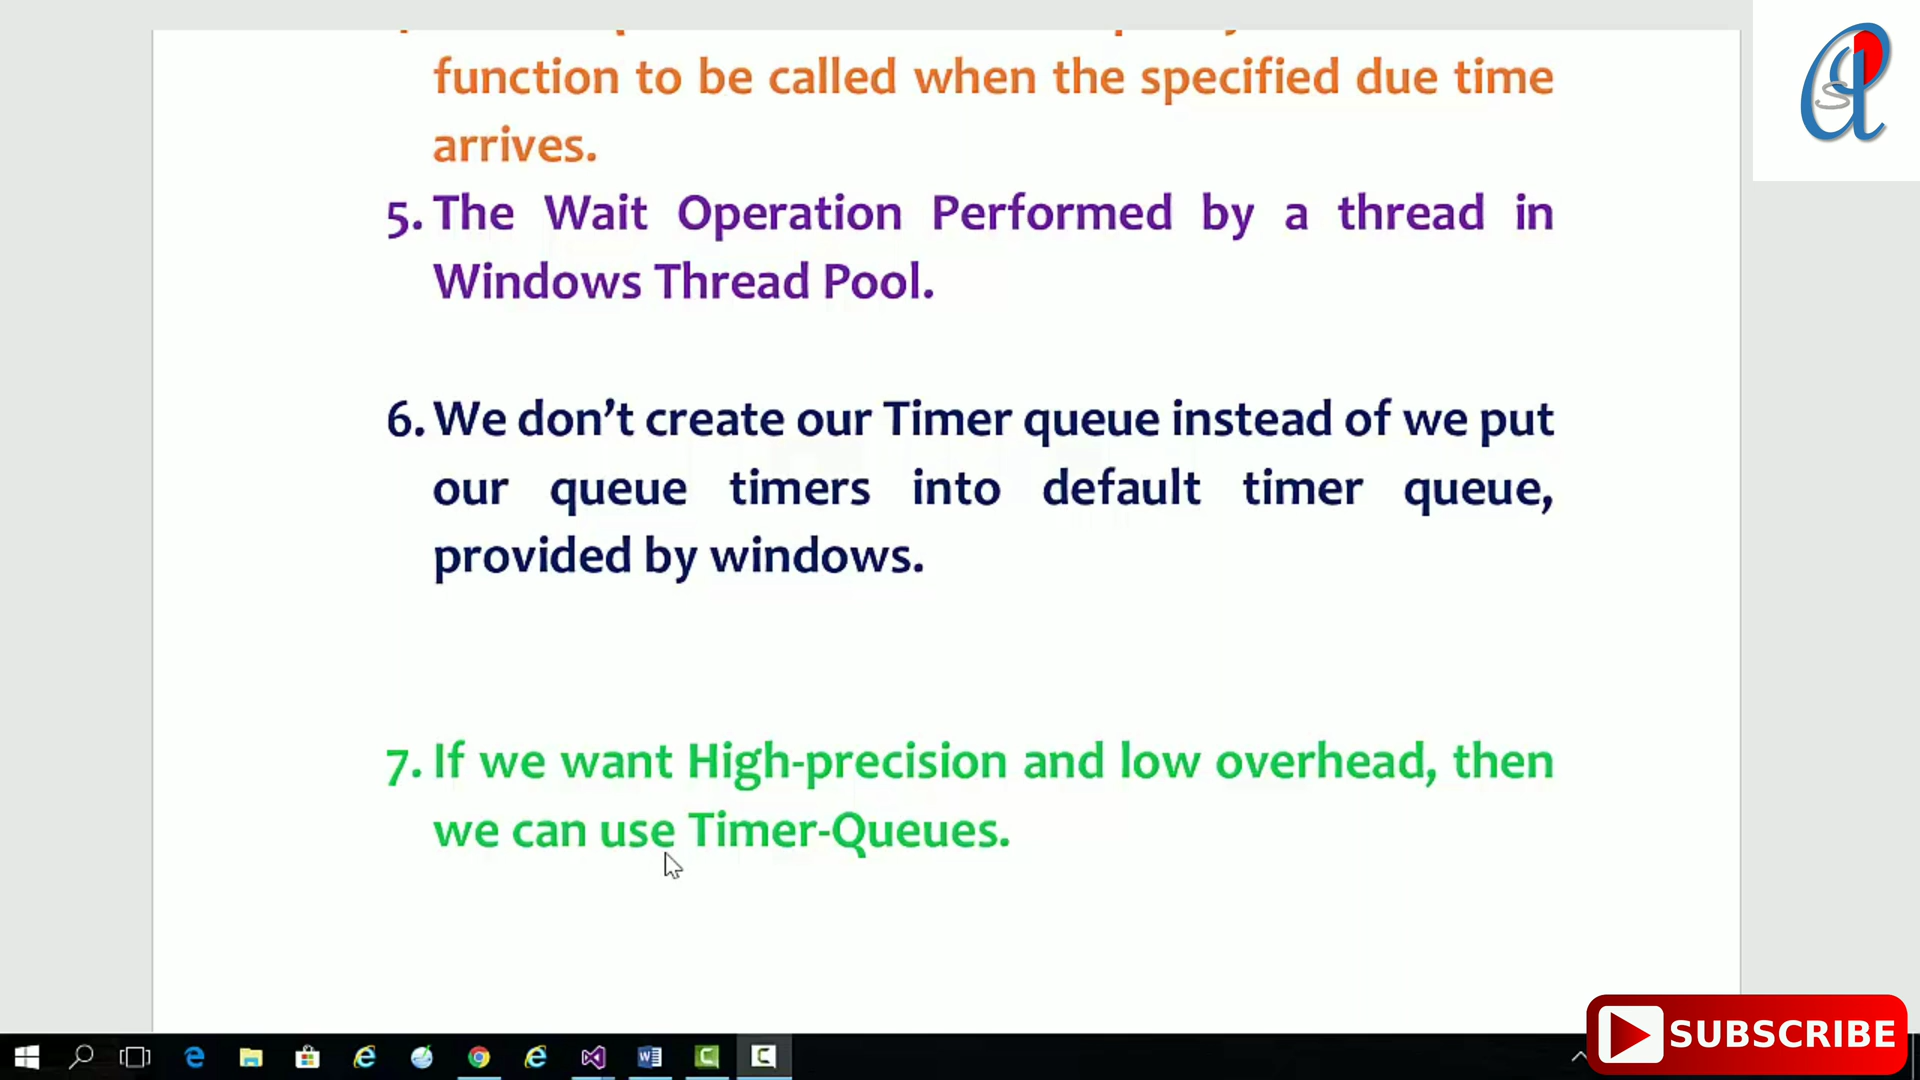 function to be called when the specified due time
arrives.
5. The Wait Operation Performed by a thread in
Windows Thread Pool.
6. We don’t create our Timer queue instead of we put
our queue timers into default timer queue,
provided by windows.
7. If we want High-precision and low overhead, then
we can use Timer-Queues.
SUBSCRIBE